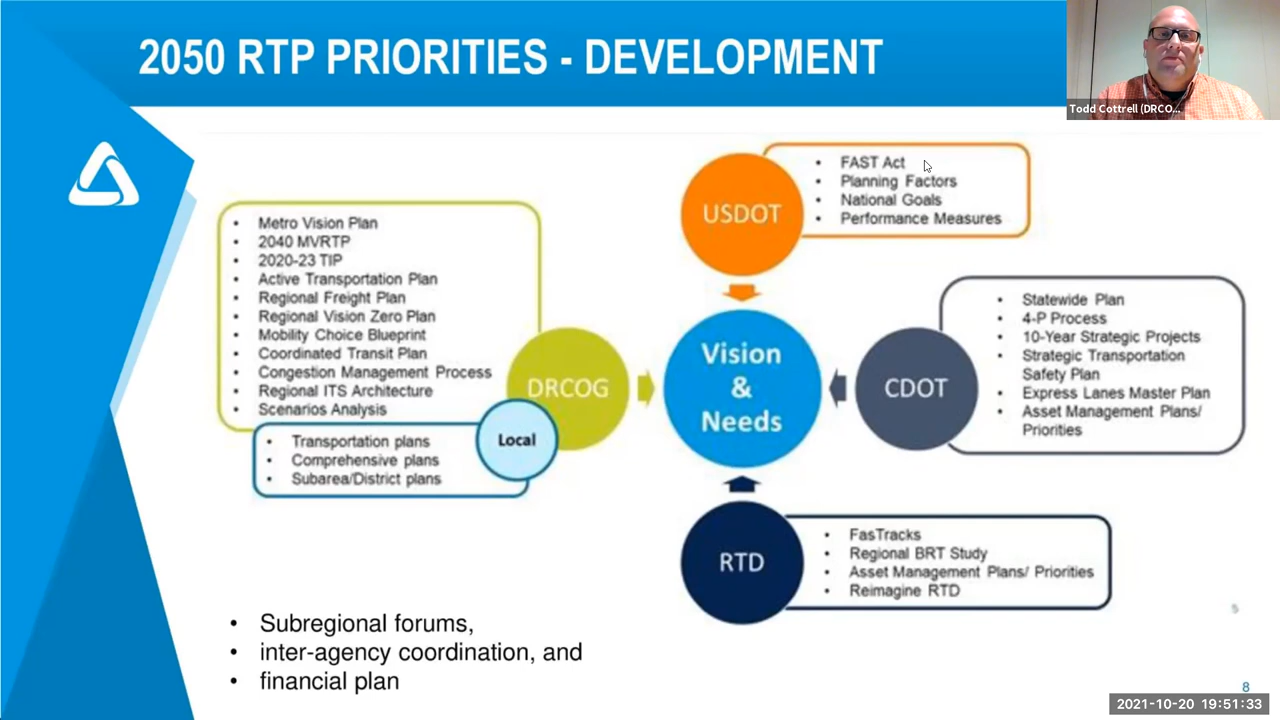 2050 RTP PRIORITIES - DEVELOPMENT
Todd Cottrell (DRCO...
USDOT
• FAST Act
• Planning Factors
• National Goals
• Performance Measures
• Metro Vision Plan
• 2040 MVRTP
• 2020-23 TIP
• Active Transportation Plan
• Regional Freight Plan
• Regional Vision Zero Plan
• Mobility Choice Blueprint
• Coordinated Transit Plan
• Congestion Management Process
• Regional ITS Architecture
• Scenarios Analysis
DRCOG
Local
• Transportation plans
• Comprehensive plans
• Subarea/District plans
Vision
&
Needs
CDOT
• Statewide Plan
• 4-P Process
• 10-Year Strategic Projects
• Strategic Transportation
Safety Plan
• Express Lanes Master Plan
• Asset Management Plans/
Priorities
RTD
• FasTracks
• Regional BRT Study
• Asset Management Plans/ Priorities
• Reimagine RTD
• Subregional forums,
• inter-agency coordination, and
• financial plan
8
2021-10-20 19:51:33